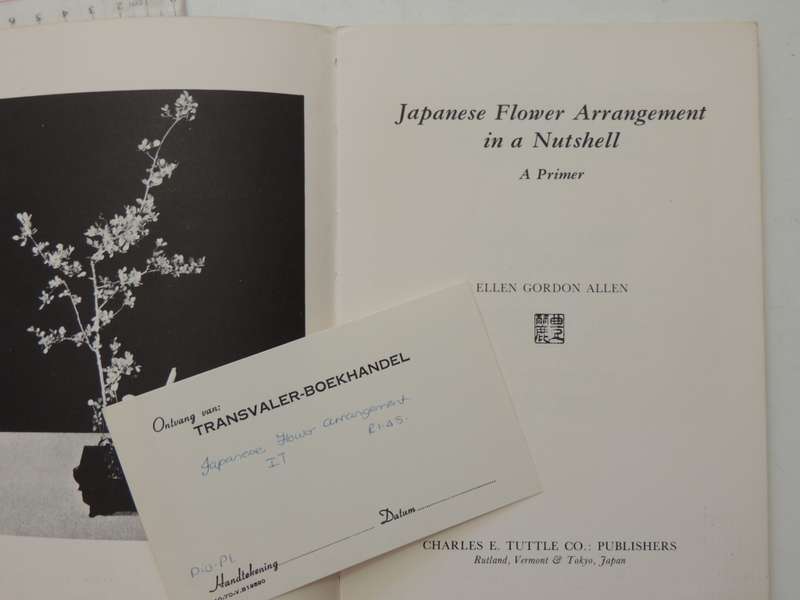 Japanese Flower Arrangement
in a Nutshell
A Primer
ELLEN GORDON ALLEN
Ontvang van:
TRANSVALER-BOEKHANDEL
Japanese Flower Arrangement
R1.45.
Datum
Handtekening
CHARLES E. TUTTLE CO.: PUBLISHERS
Rutland, Vermont & Tokyo, Japan